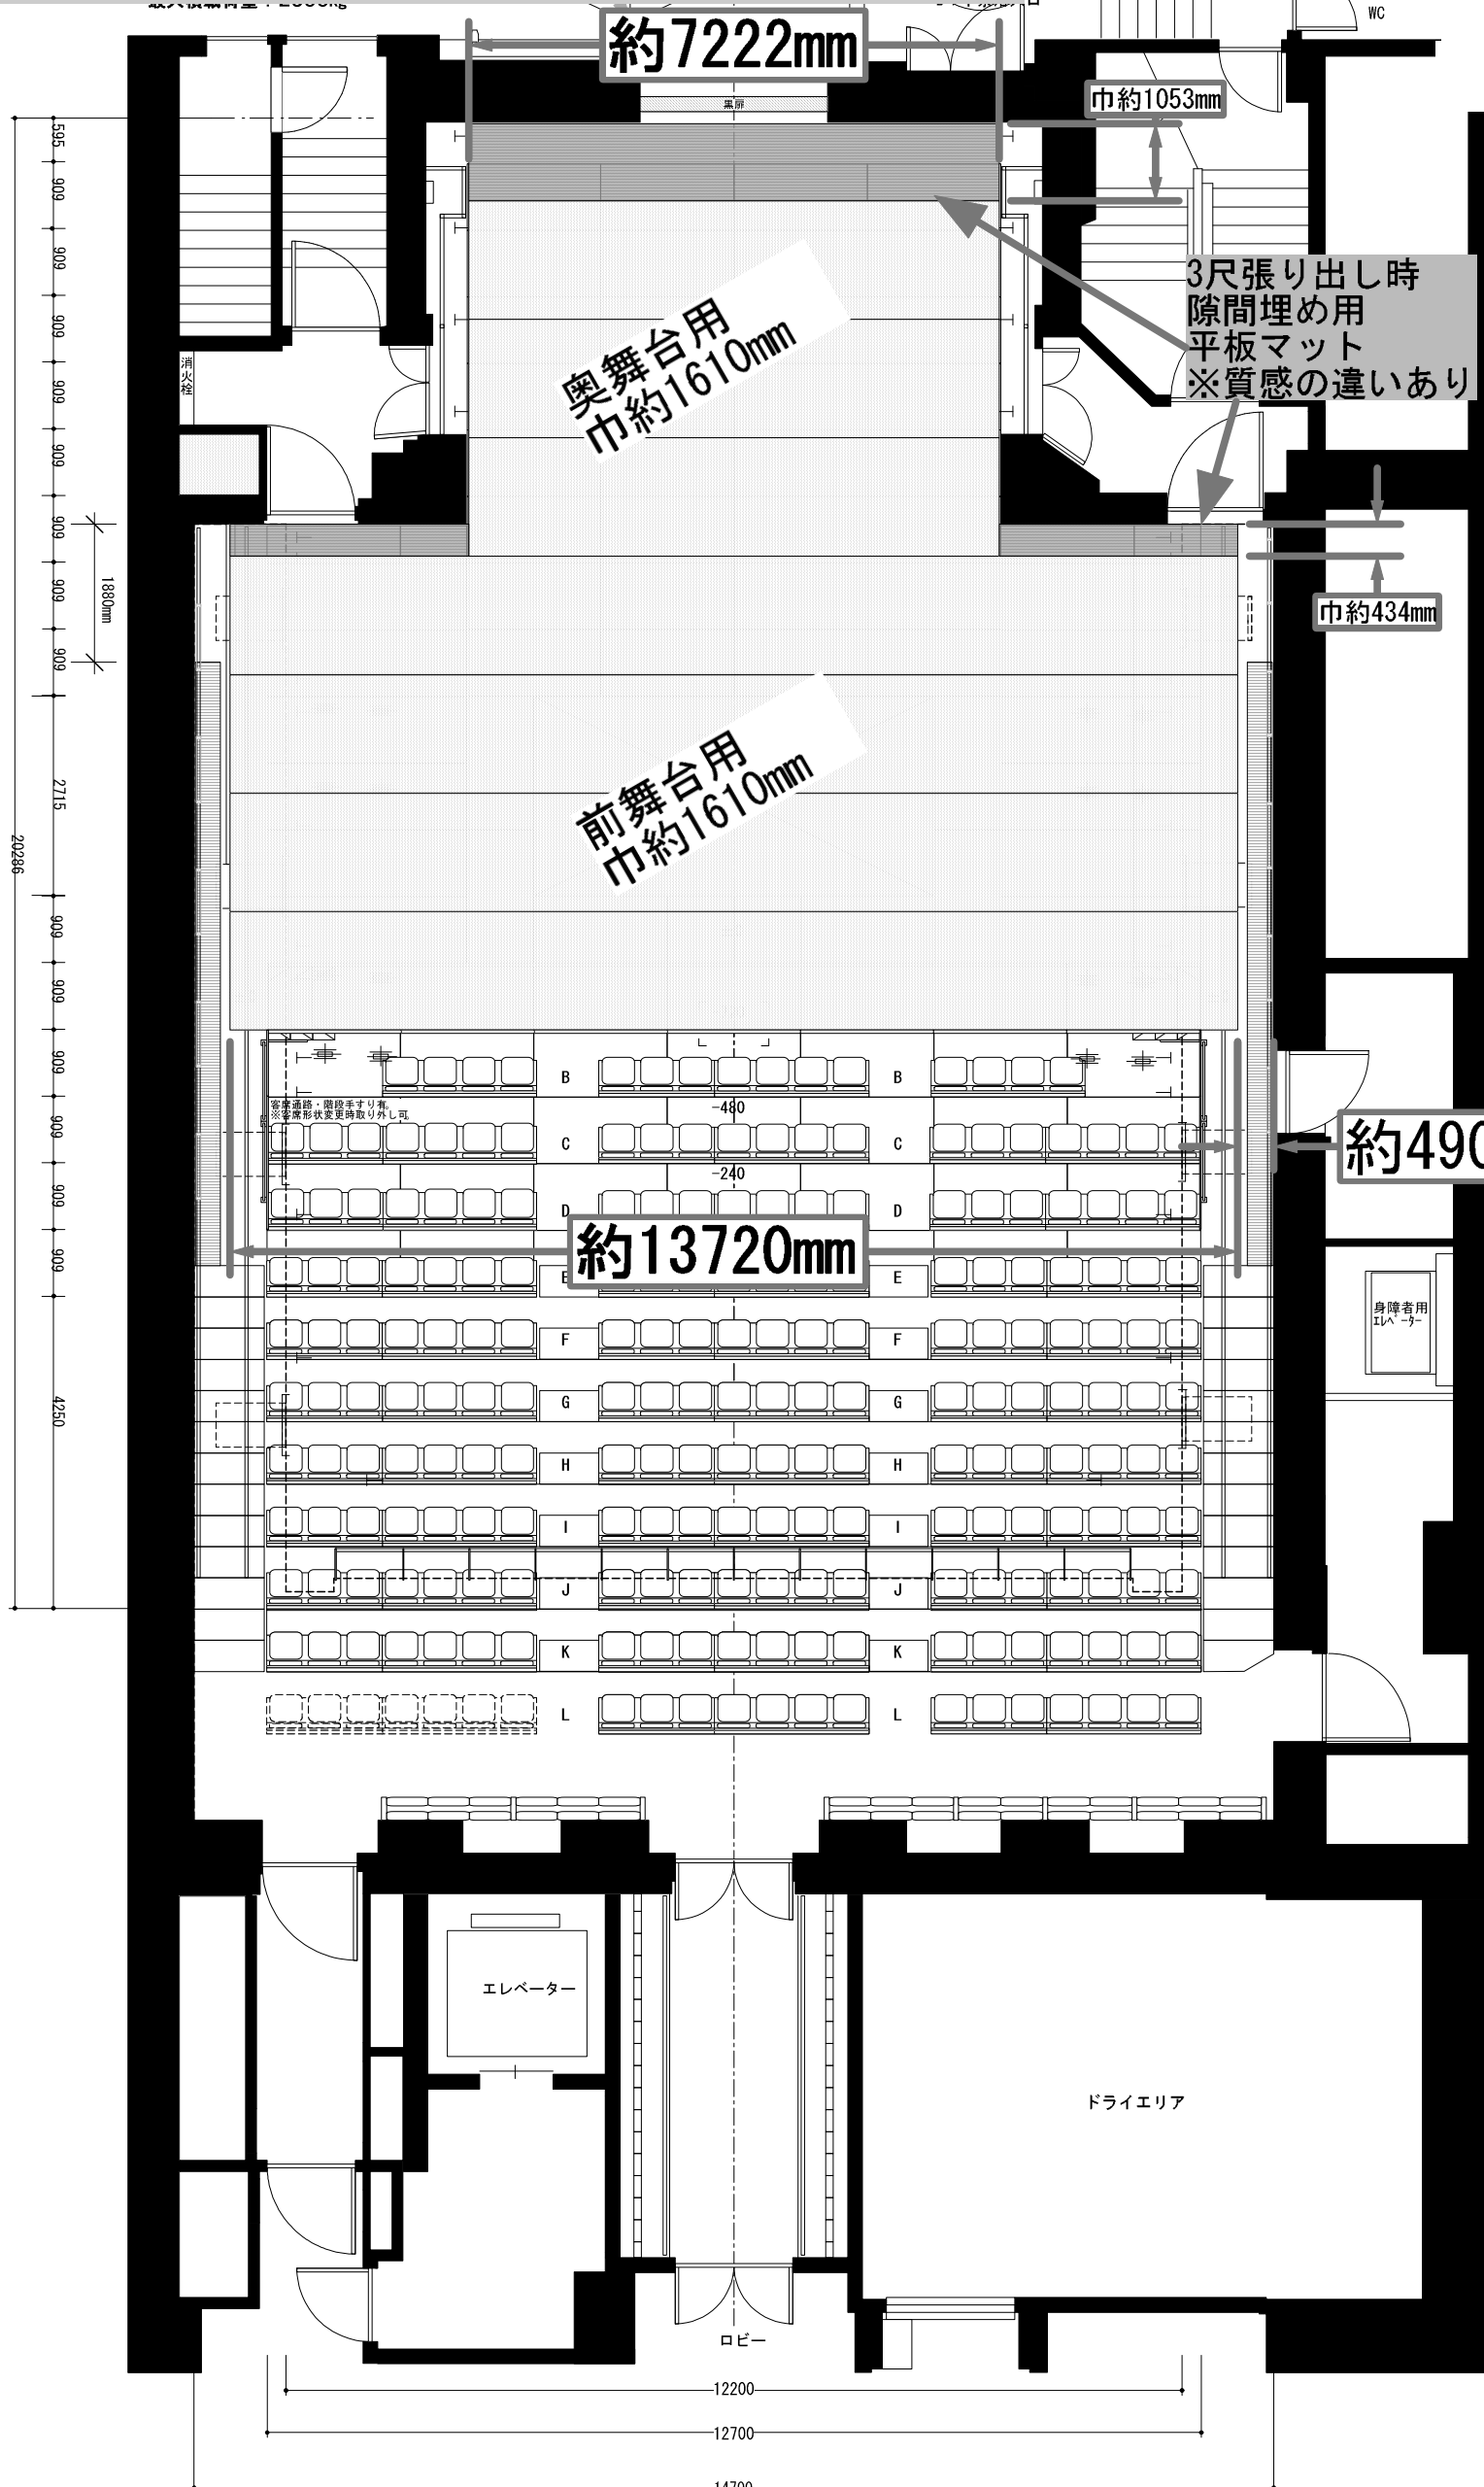 WC
約7222mm
黒扉
巾約1053mm
3尺張り出し時
隙間埋め用
平板マット
※質感の違いあり
奥舞台用
巾約1610mm
消火栓
巾約434mm
前舞台用
巾約1610mm
595
909
909
909
909
909
909
909
909
1880mm
2715
20286
909
909
909
909
909
909
4250
B
B
客席通路・階段手すり有。
※客席形状変更時取り外し可。
-480
C
C
約490
-240
D
D
約13720mm
E
E
身障者用
エレベーター
F
F
G
G
H
H
I
I
J
J
K
K
L
L
エレベーター
ドライエリア
ロビー
12200
12700